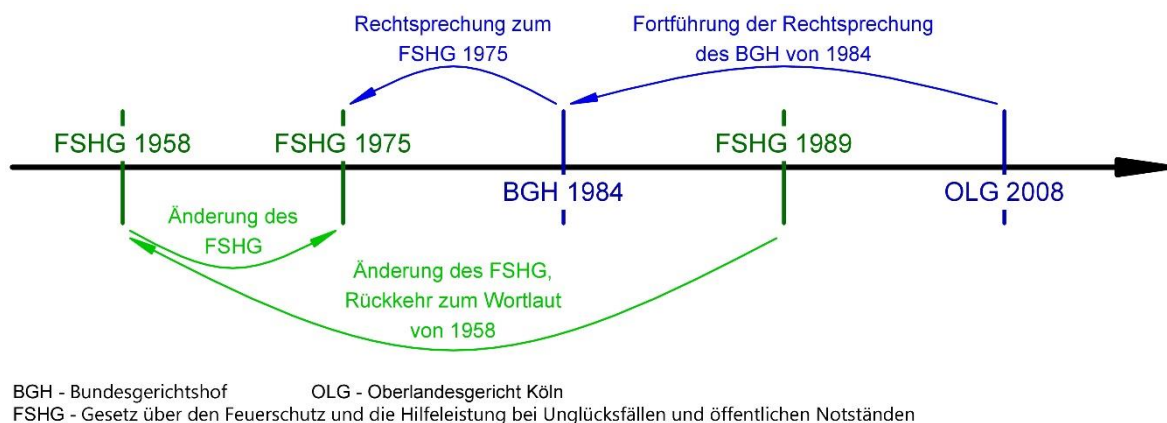 Rechtsprechung zum
FSHG 1975
Fortführung der Rechtsprechung
des BGH von 1984
FSHG 1958
FSHG 1975
FSHG 1989
BGH 1984
OLG 2008
Änderung des
FSHG
Änderung des FSHG,
Rückkehr zum Wortlaut
von 1958
BGH - Bundesgerichtshof
OLG - Oberlandesgericht Köln
FSHG - Gesetz über den Feuerschutz und die Hilfeleistung bei Unglücksfällen und öffentlichen Notständen